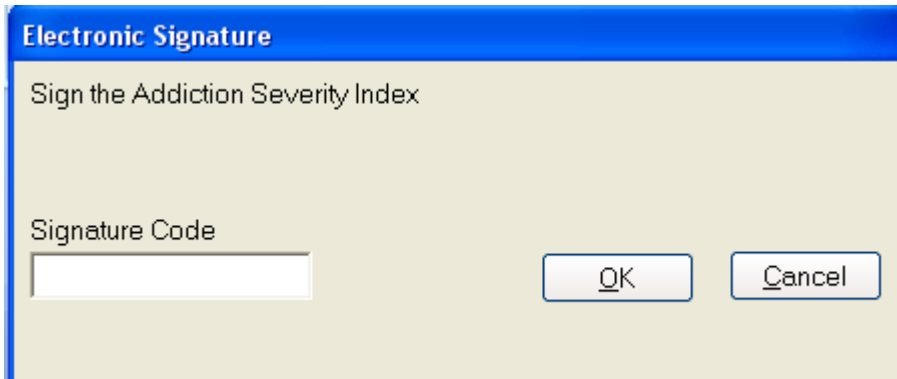 Electronic Signature
Sign the Addiction Severity Index
Signature Code
OK
Cancel